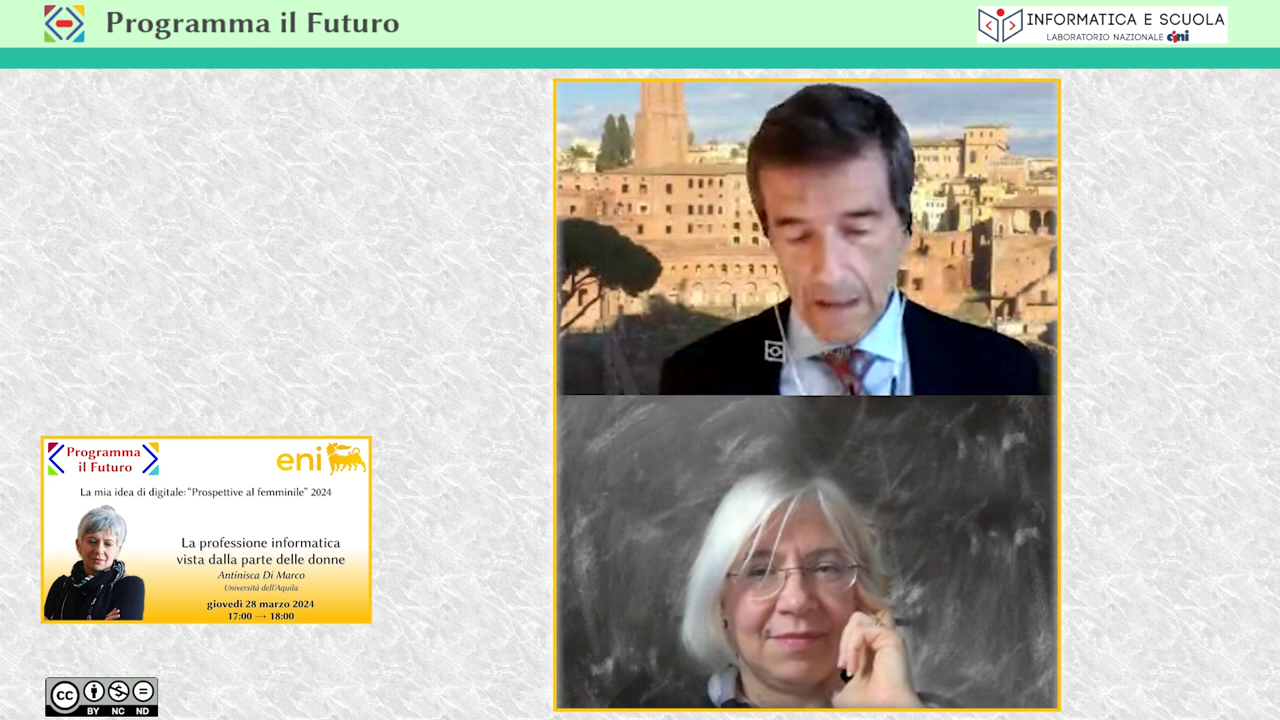 Programma il Futuro
INFORMATICA E SCUOLA
LABORATORIO NAZIONALE cini
Programma
il Futuro
eni
La mia idea di digitale: "Prospettive al femminile" 2024
La professione informatica
vista dalla parte delle donne
Antinisca Di Marco
Università dell'Aquila
giovedì 28 marzo 2024
17:00 → 18:00
cc
BY NC ND